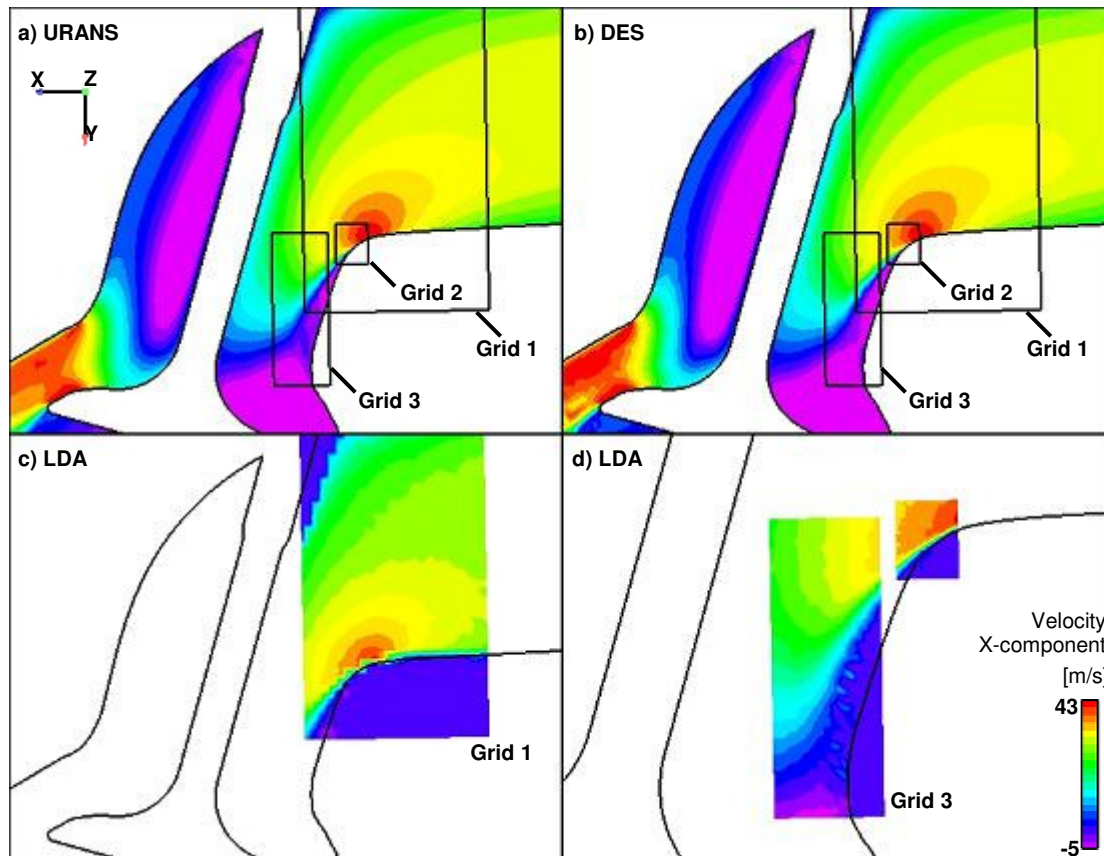 a) URANS
X
Z
Y
Grid 2
Grid 1
Grid 3
b) DES
Grid 2
Grid 1
Grid 3
c) LDA
Grid 1
d) LDA
Grid 3
Velocity
X-component
[m/s]
43
-5